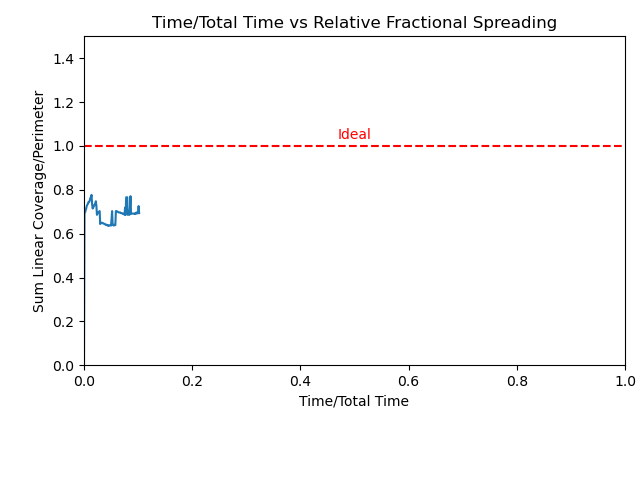 Time/Total Time vs Relative Fractional Spreading
Sum Linear Coverage/Perimeter
1.4
1.2
1.0
0.8
0.6
0.4
0.2
0.0
Ideal
0.0 0.2 0.4 0.6 0.8 1.0
Time/Total Time